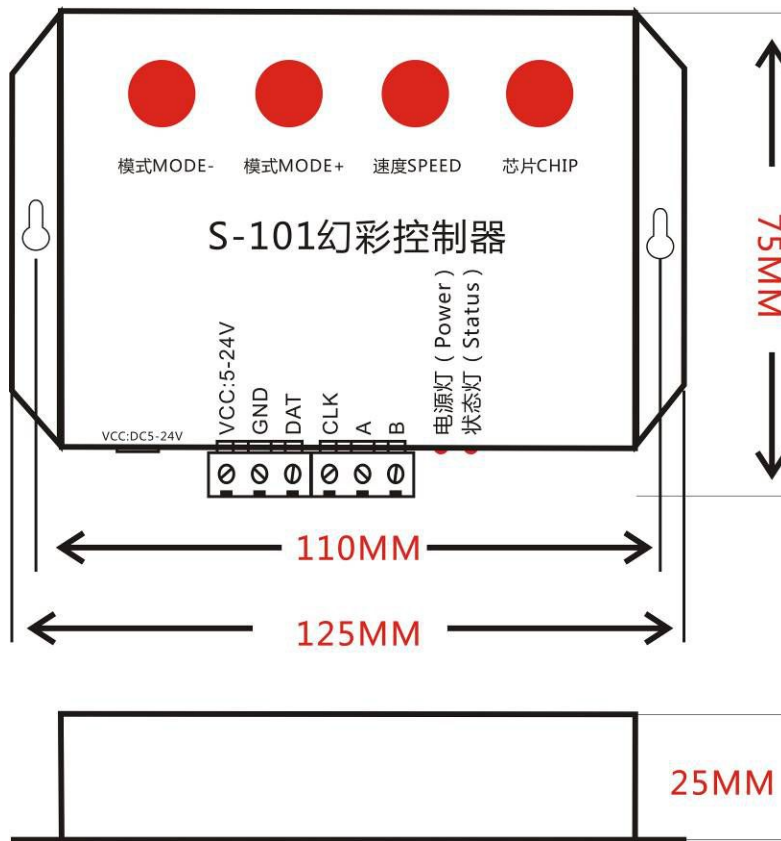 模式MODE- 模式MODE+ 速度SPEED 芯片CHIP
S-101幻彩控制器
75MM
VCC:5-24V
GND
DAT
CLK
A
B
电源灯（Power）
状态灯（Status）
VCC:DC5-24V
110MM
125MM
25MM